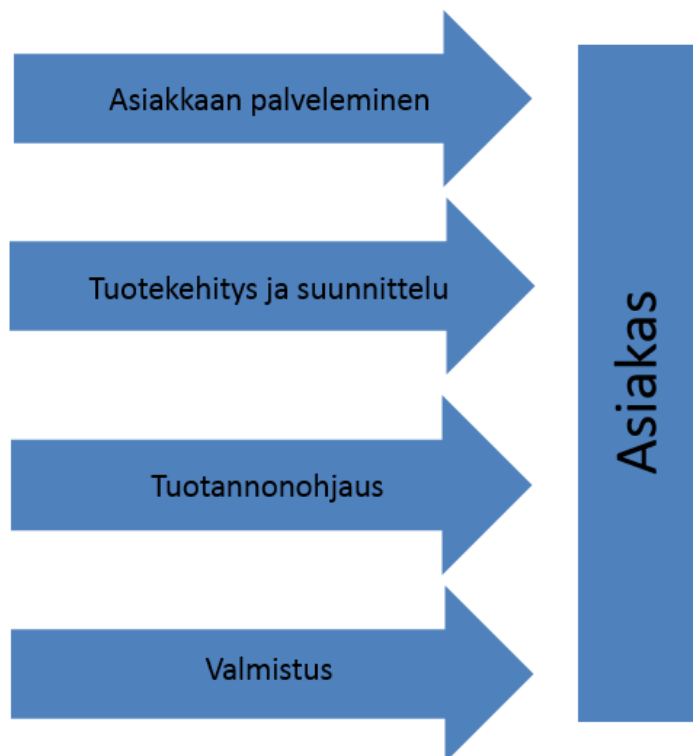 Asiakkaan palveleminen
Tuotekehitys ja suunnittelu
Tuotannonohjaus
Valmistus
Asiakas